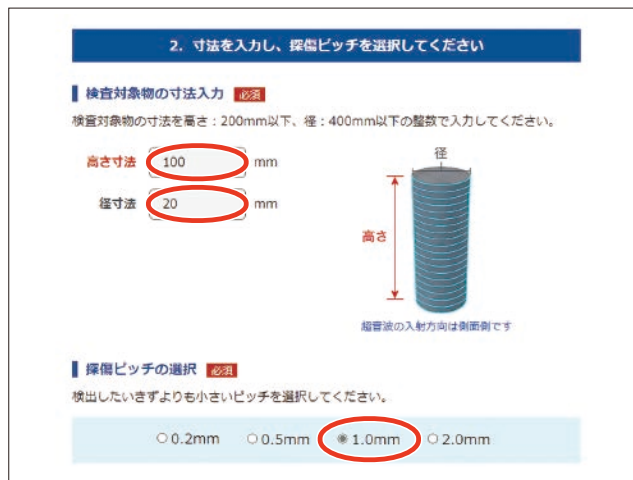 2. 寸法を入力し、探傷ピッチを選択してください
検査対象物の寸法入力 必須
検査対象物の寸法を高さ：200mm以下、径：400mm以下の整数で入力してください。
高さ寸法 100 mm
径寸法 20 mm
径
高さ
超音波の入射方向は側面側です
探傷ピッチの選択 必須
検出したいきずよりも小さいピッチを選択してください。
0.2mm 0.5mm 1.0mm 2.0mm